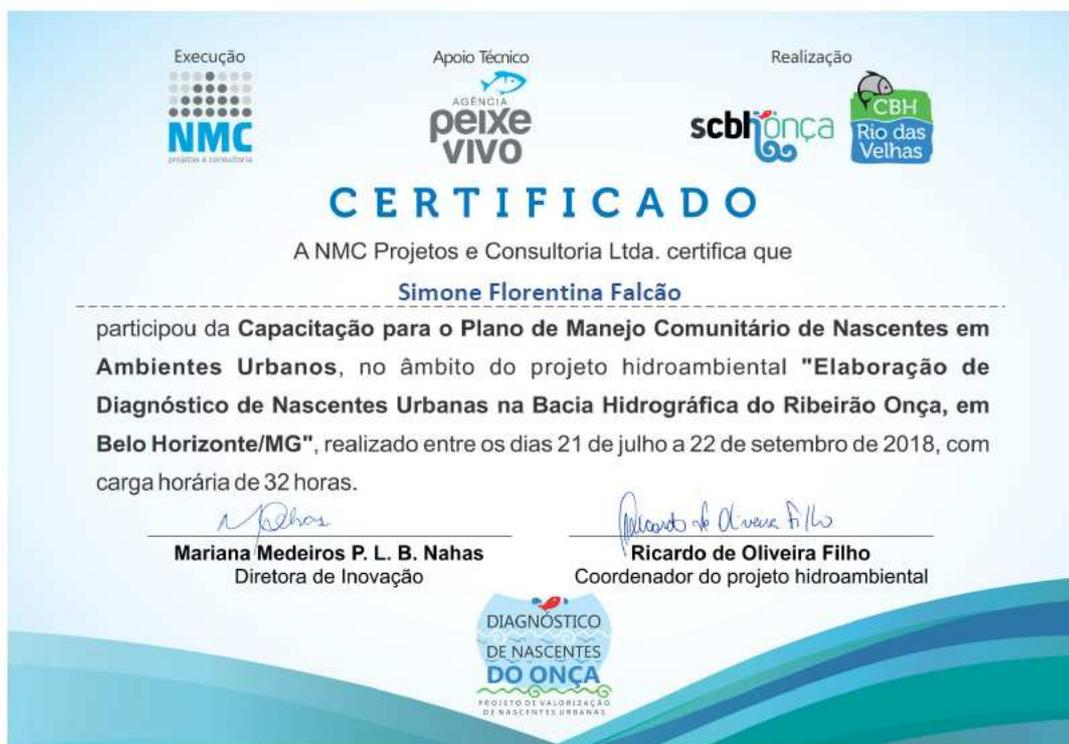 Execução
NMC
projetos e consultoria
Apoio Técnico
AGÊNCIA
peixe
vivo
Realização
scbh onça
CBH
Rio das
Velhas
CERTIFICADO
A NMC Projetos e Consultoria Ltda. certifica que
Simone Florentina Falcão
participou da Capacitação para o Plano de Manejo Comunitário de Nascentes em
Ambientes Urbanos, no âmbito do projeto hidroambiental "Elaboração de
Diagnóstico de Nascentes Urbanas na Bacia Hidrográfica do Ribeirão Onça, em
Belo Horizonte/MG", realizado entre os dias 21 de julho a 22 de setembro de 2018, com
carga horária de 32 horas.
Mariana Medeiros P. L. B. Nahas
Diretora de Inovação
Ricardo de Oliveira Filho
Ricardo de Oliveira Filho
Coordenador do projeto hidroambiental
DIAGNÓSTICO
DE NASCENTES
DO ONÇA
PROJETO DE VALORIZAÇÃO
DE NASCENTES URBANAS